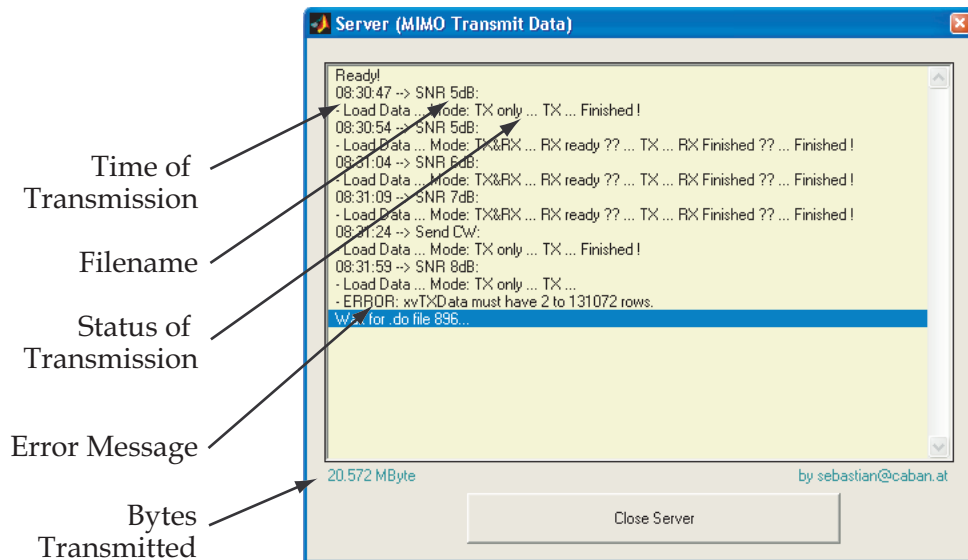 Server (MIMO Transmit Data)
Ready!
08:30:47 --> SNR 5dB:
- Load Data ... Mode: TX only ... TX ... Finished !
08:30:54 --> SNR 5dB:
- Load Data ... Mode: TX&RX ... RX ready ?? ... TX ... RX Finished ?? ... Finished !
08:31:04 --> SNR 6dB:
- Load Data ... Mode: TX&RX ... RX ready ?? ... TX ... RX Finished ?? ... Finished !
08:31:09 --> SNR 7dB:
- Load Data ... Mode: TX&RX ... RX ready ?? ... TX ... RX Finished ?? ... Finished !
08:31:24 --> Send CW:
- Load Data ... Mode: TX only ... TX ... Finished !
08:31:59 --> SNR 8dB:
- Load Data ... Mode: TX only ... TX ...
- ERROR: xvTXData must have 2 to 131072 rows.
Wait for .do file 896...
20.572 MByte
by sebastian@caban.at
Close Server
Time of
Transmission
Filename
Status of
Transmission
Error Message
Bytes
Transmitted